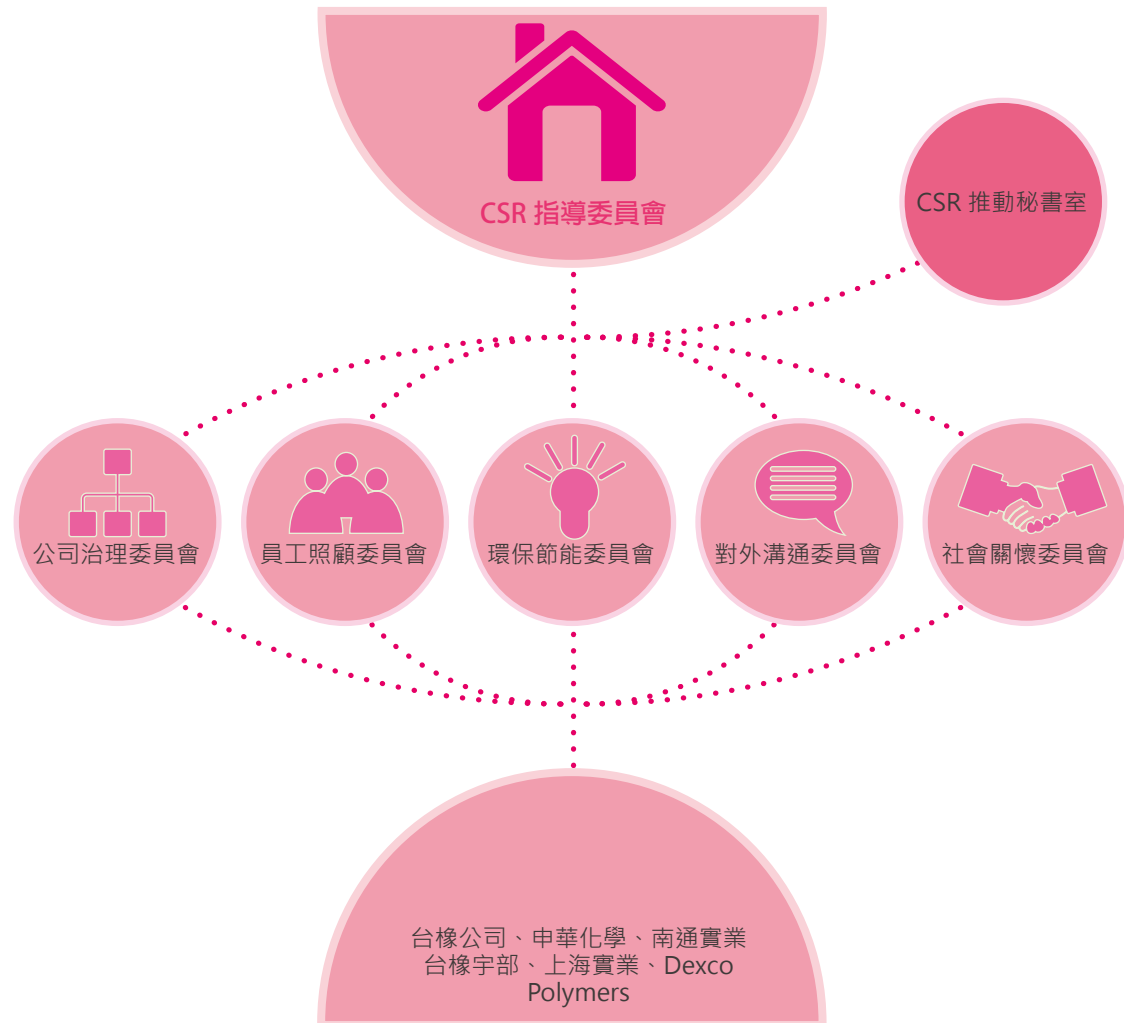 CSR 指導委員會
CSR 推動秘書室
公司治理委員會
員工照顧委員會
環保節能委員會
對外溝通委員會
社會關懷委員會
台橡公司、申華化學、南通實業
台橡宇部、上海實業、Dexco
Polymers